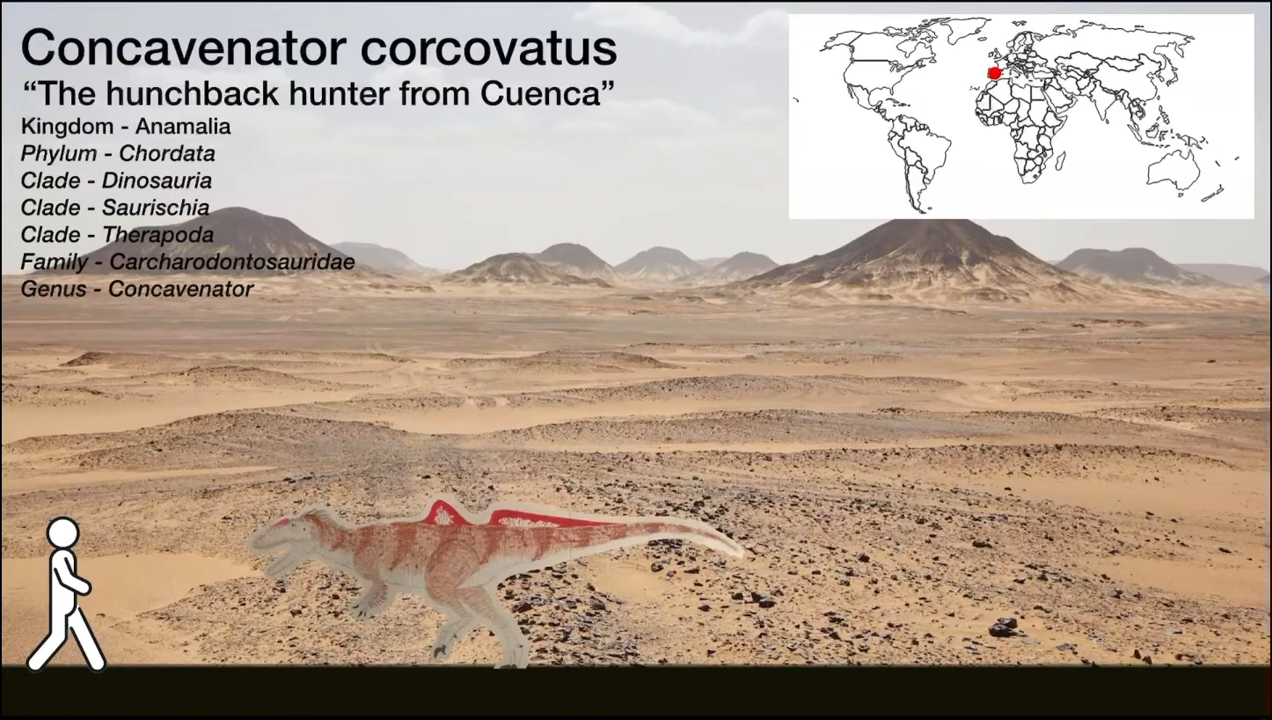 Concavenator corcovatus
“The hunchback hunter from Cuenca”
Kingdom - Anamalia
Phylum - Chordata
Clade - Dinosauria
Clade - Saurischia
Clade - Therapoda
Family - Carcharodontosauridae
Genus - Concavenator